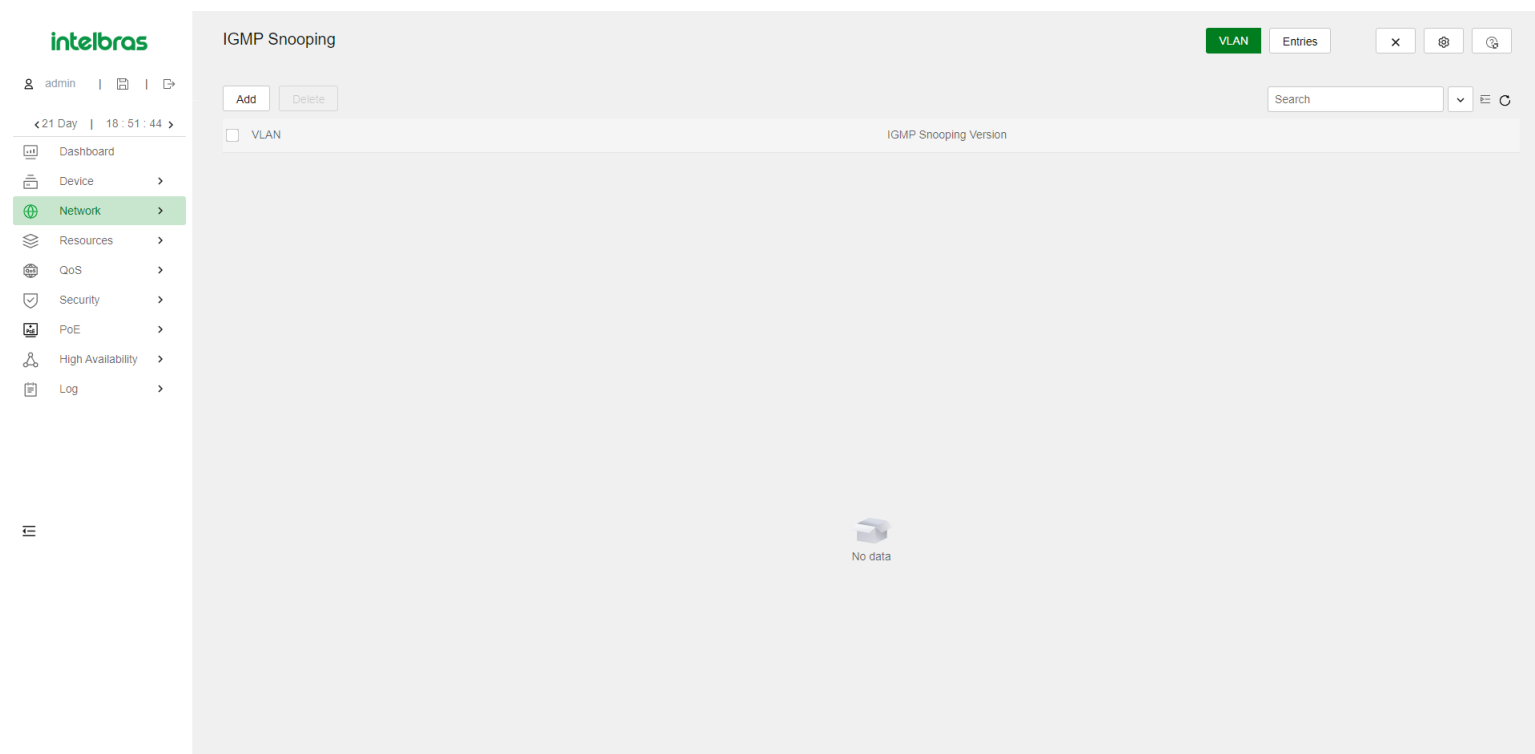 intelbras
IGMP Snooping
VLAN Entries
admin | |
Add Delete
Search
21 Day | 18 : 51 : 44
VLAN IGMP Snooping Version
Dashboard
Device
Network
Resources
QoS
Security
PoE
High Availability
Log
No data